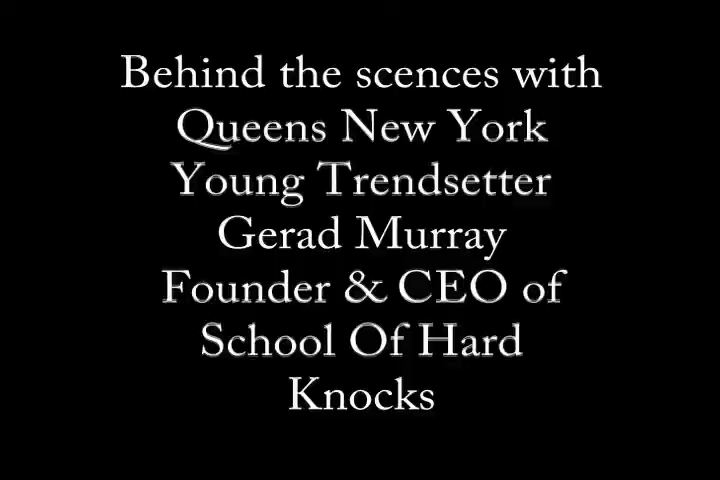 Behind the scences with
Queens New York
Young Trendsetter
Gerad Murray
Founder & CEO of
School Of Hard
Knocks